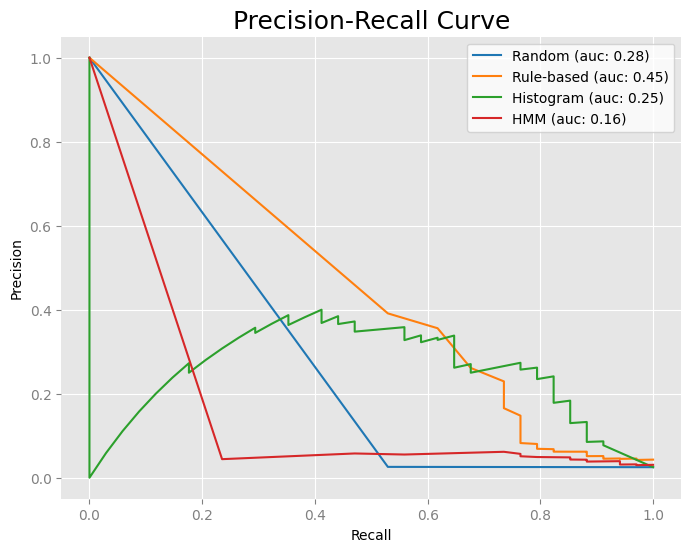 Precision-Recall Curve
Random (auc: 0.28)
Rule-based (auc: 0.45)
Histogram (auc: 0.25)
HMM (auc: 0.16)
Precision
1.0
0.8
0.6
0.4
0.2
0.0
0.0 0.2 0.4 0.6 0.8 1.0
Recall